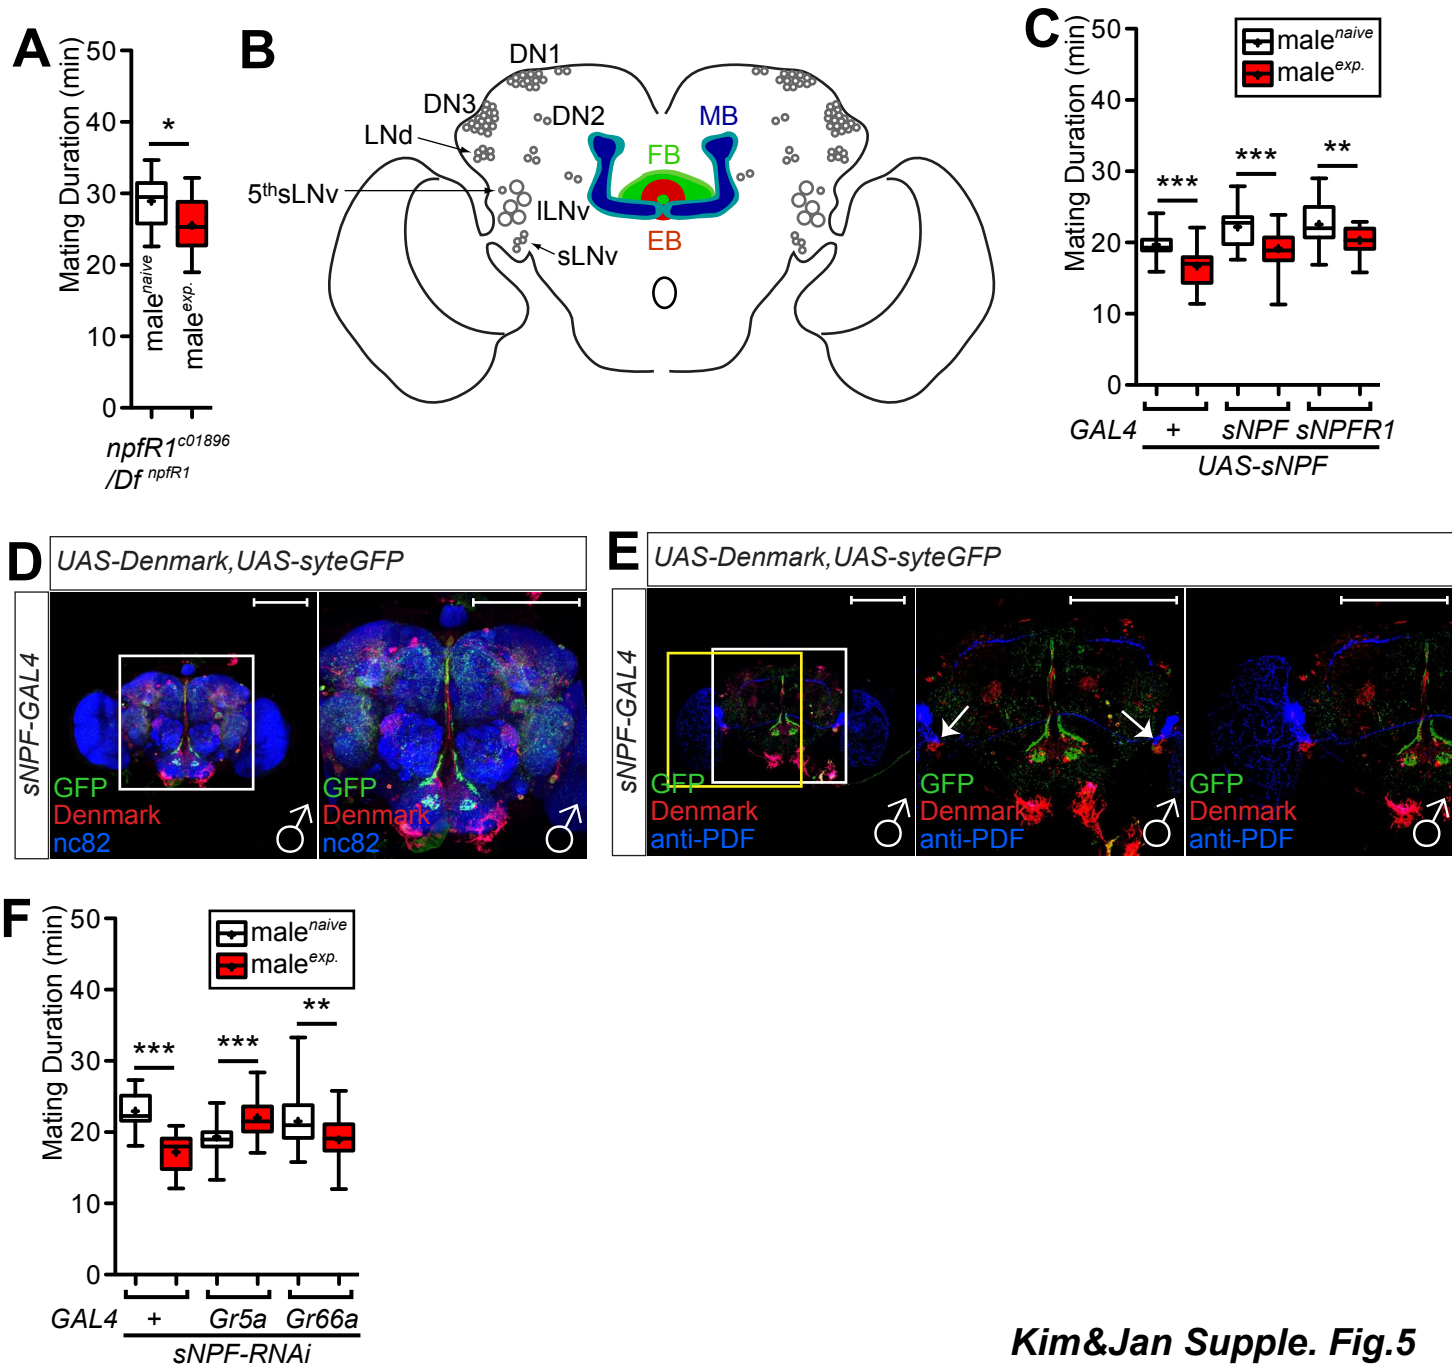 A
Mating Duration (min)
50
40
30
20
10
0
*
male^naive
male^exp.
npfR1^c01896
/Df ^npfR1
B
DN1
DN3
DN2
LNd
MB
FB
5^th sLNv
lLNv
EB
sLNv
C
Mating Duration (min)
50
40
30
20
10
0
male^naive
male^exp.
***
***
**
GAL4 + sNPF sNPFR1
UAS-sNPF
D
UAS-Denmark,UAS-syteGFP
sNPF-GAL4
GFP
Denmark
nc82
♂
GFP
Denmark
nc82
♂
E
UAS-Denmark,UAS-syteGFP
sNPF-GAL4
GFP
Denmark
anti-PDF
♂
GFP
Denmark
anti-PDF
♂
GFP
Denmark
anti-PDF
♂
F
Mating Duration (min)
50
40
30
20
10
0
male^naive
male^exp.
***
***
**
GAL4 + Gr5a Gr66a
sNPF-RNAi
Kim&Jan Supple. Fig.5